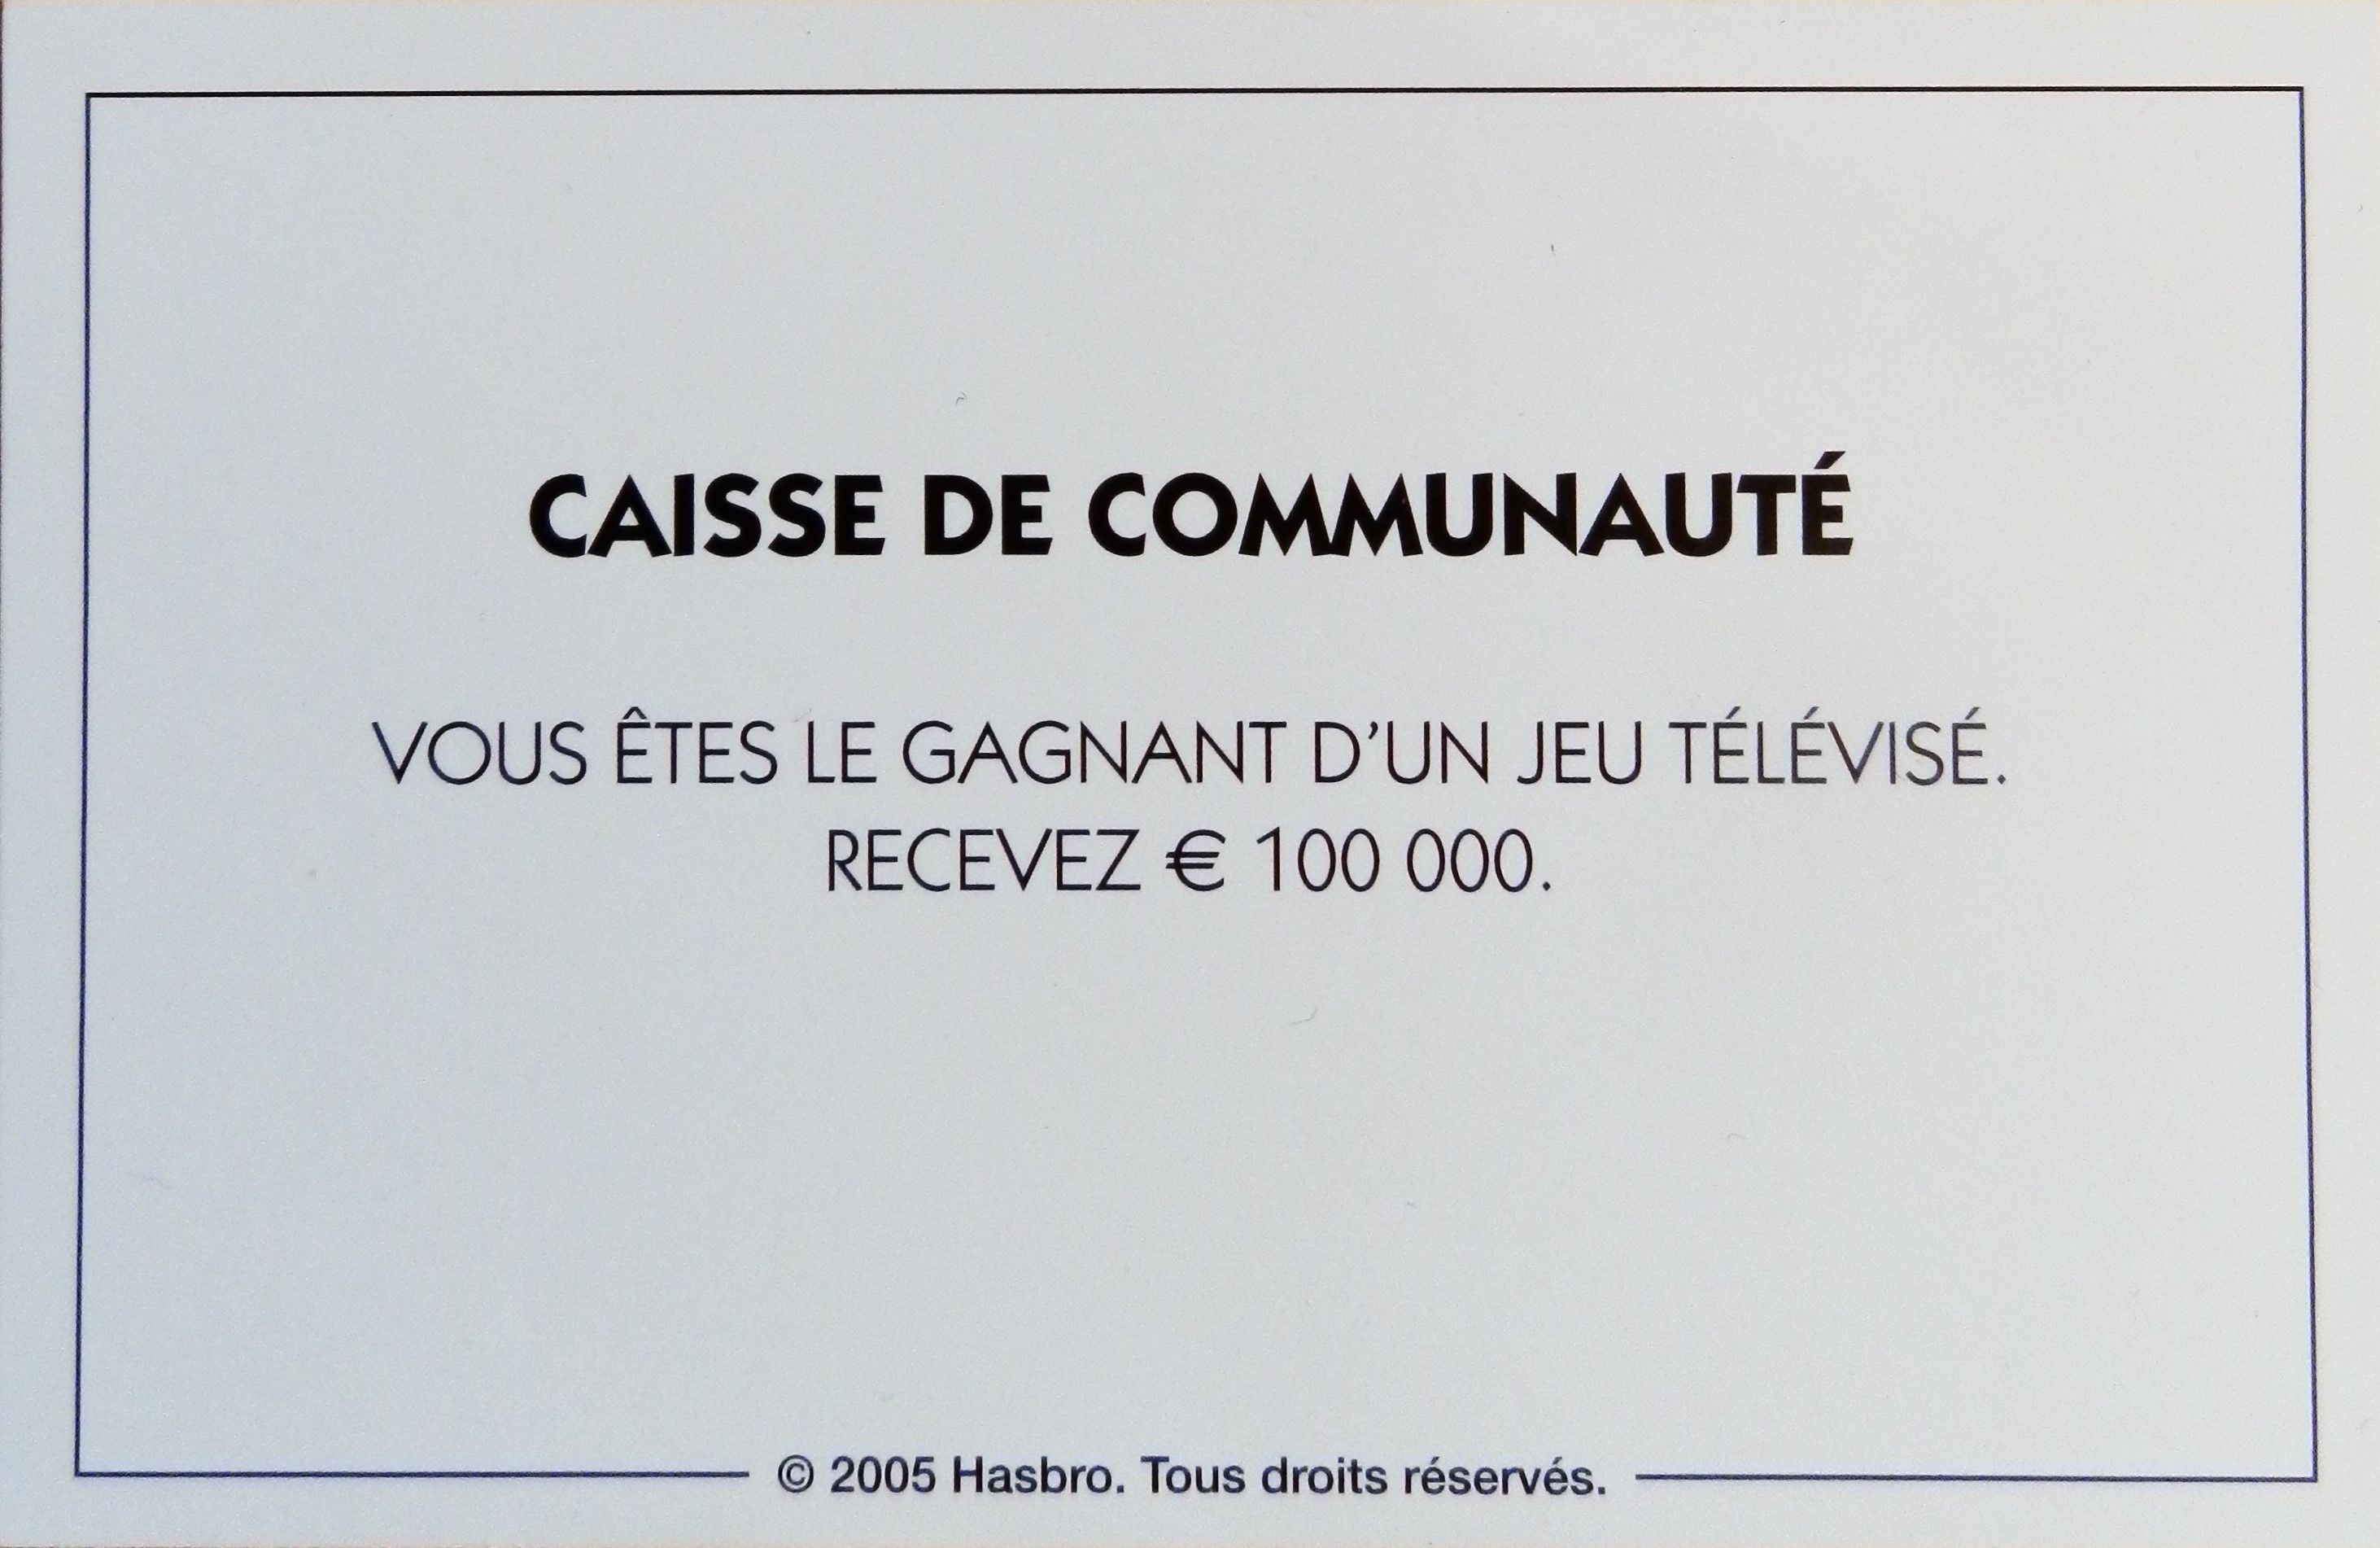 CAISSE DE COMMUNAUTÉ
VOUS ÊTES LE GAGNANT D'UN JEU TÉLÉVISÉ.
RECEVEZ € 100 000.
© 2005 Hasbro. Tous droits réservés.